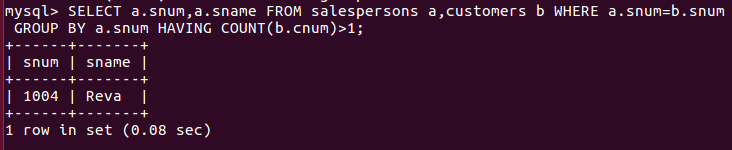 mysql> SELECT a.snum,a.sname FROM salespersons a,customers b WHERE a.snum=b.snum
 GROUP BY a.snum HAVING COUNT(b.cnum)>1;
+------+-------+
| snum | sname |
+------+-------+
| 1004 | Reva  |
+------+-------+
1 row in set (0.08 sec)